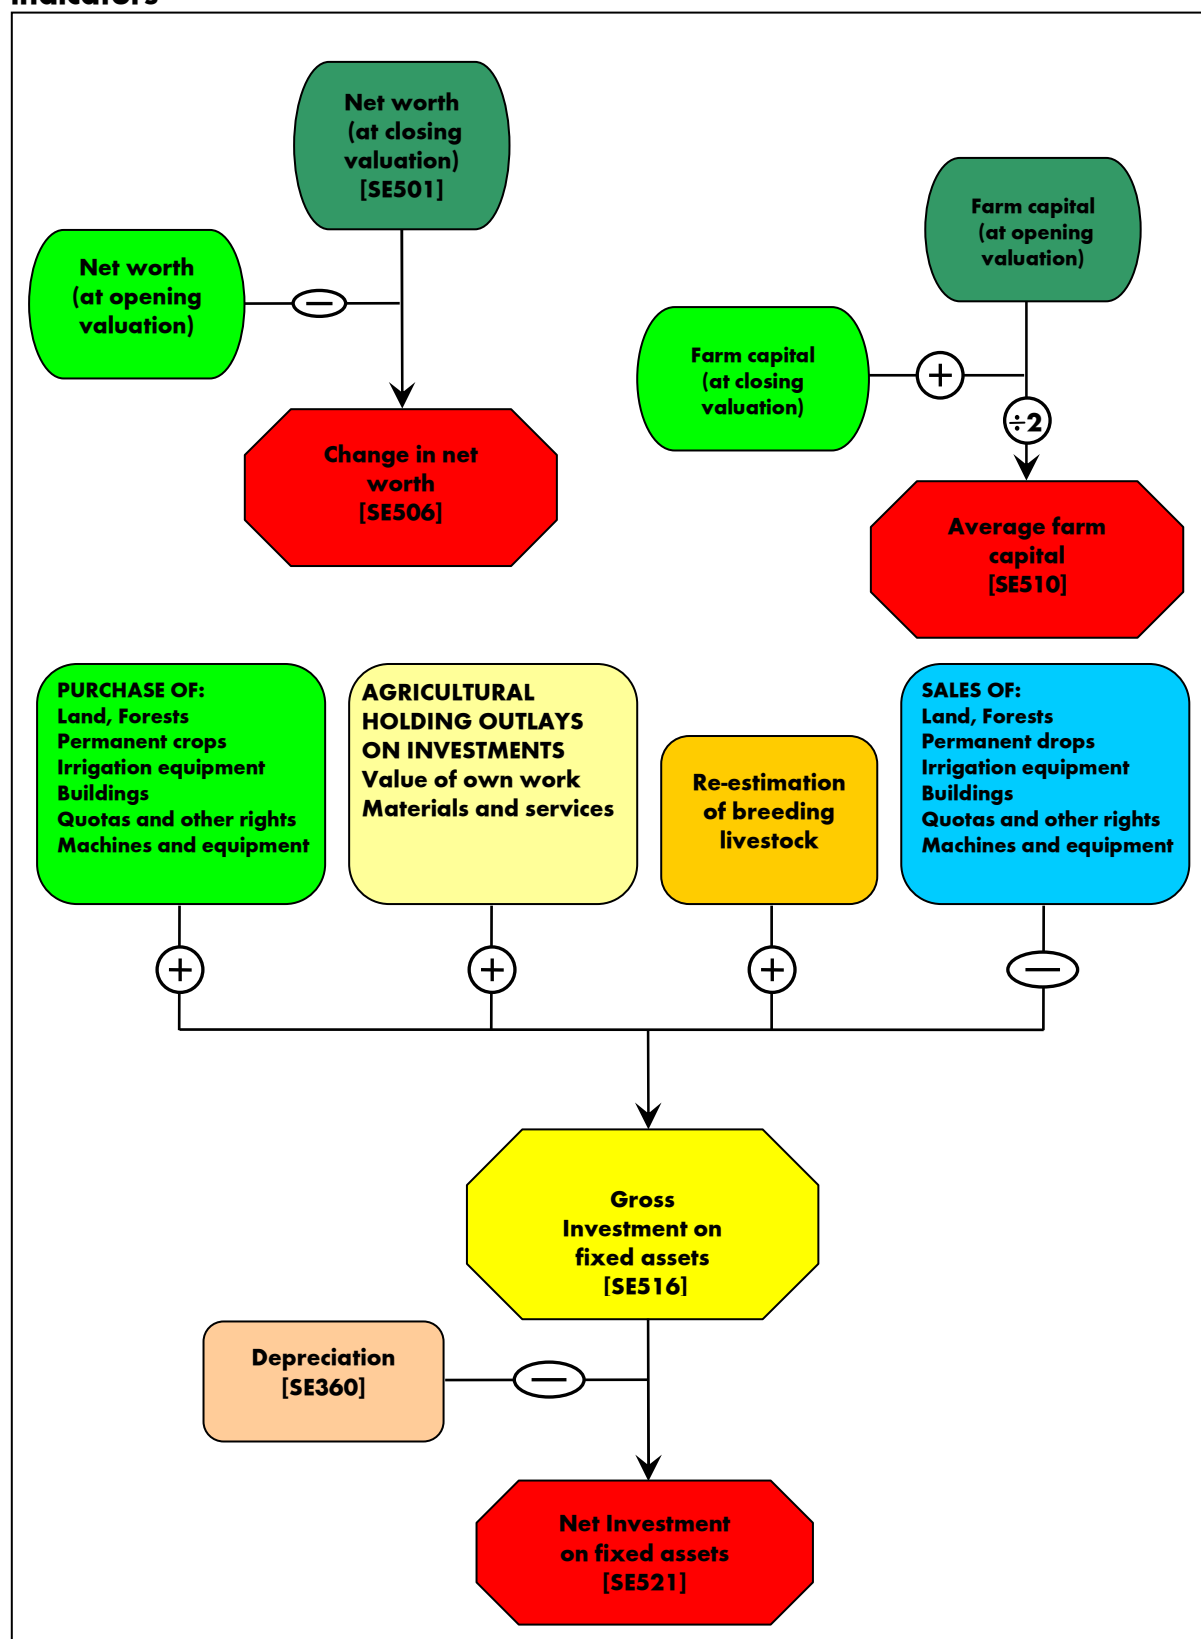 indicators
Net worth
(at closing
valuation)
[SE501]
Net worth
(at opening
valuation)
Change in net
worth
[SE506]
Farm capital
(at opening
valuation)
Farm capital
(at closing
valuation)
÷2
Average farm
capital
[SE510]
PURCHASE OF:
Land, Forests
Permanent crops
Irrigation equipment
Buildings
Quotas and other rights
Machines and equipment
AGRICULTURAL
HOLDING OUTLAYS
ON INVESTMENTS
Value of own work
Materials and services
Re-estimation
of breeding
livestock
SALES OF:
Land, Forests
Permanent drops
Irrigation equipment
Buildings
Quotas and other rights
Machines and equipment
Gross
Investment on
fixed assets
[SE516]
Depreciation
[SE360]
Net Investment
on fixed assets
[SE521]